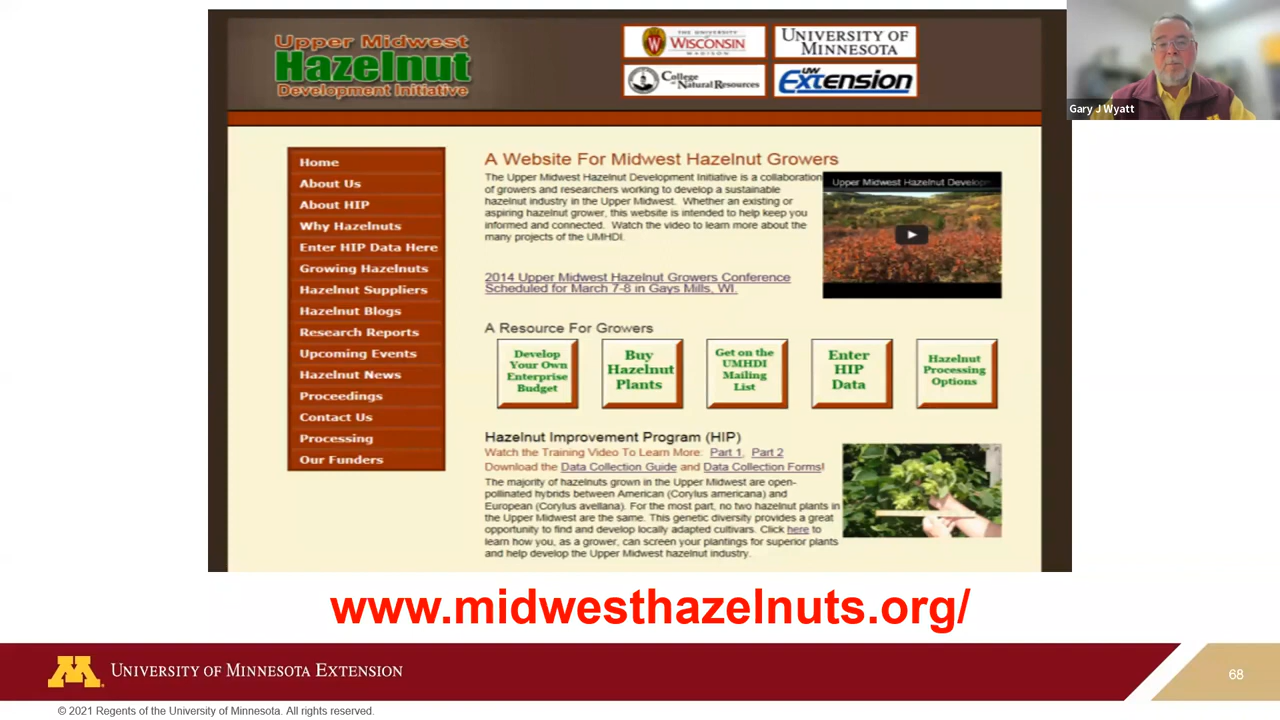 Upper Midwest
Hazelnut
Development Initiative
THE UNIVERSITY
of
WISCONSIN
MADISON
UNIVERSITY OF
MINNESOTA
College
of
Natural Resources
UW
Extension
Gary J Wyatt
Home
About Us
About HIP
Why Hazelnuts
Enter HIP Data Here
Growing Hazelnuts
Hazelnut Suppliers
Hazelnut Blogs
Research Reports
Upcoming Events
Hazelnut News
Proceedings
Contact Us
Processing
Our Funders
A Website For Midwest Hazelnut Growers
The Upper Midwest Hazelnut Development Initiative is a collaboration
of growers and researchers working to develop a sustainable
hazelnut industry in the Upper Midwest. Whether an existing or
aspiring hazelnut grower, this website is intended to help keep you
informed and connected. Watch the video to learn more about the
many projects of the UMHDI.
Upper Midwest Hazelnut Develop
2014 Upper Midwest Hazelnut Growers Conference
Scheduled for March 7-8 in Gays Mills, WI.
A Resource For Growers
Develop
Your Own
Enterprise
Budget
Buy
Hazelnut
Plants
Get on the
UMHDI
Mailing
List
Enter
HIP
Data
Hazelnut
Processing
Options
Hazelnut Improvement Program (HIP)
Watch the Training Video To Learn More: Part 1, Part 2
Download the Data Collection Guide and Data Collection Forms!
The majority of hazelnuts grown in the Upper Midwest are open-
pollinated hybrids between American (Corylus americana) and
European (Corylus avellana). For the most part, no two hazelnut plants in
the Upper Midwest are the same. This genetic diversity provides a great
opportunity to find and develop locally adapted cultivars. Click here to
learn how you, as a grower, can screen your plantings for superior plants
and help develop the Upper Midwest hazelnut industry.
www.midwesthazelnuts.org/
M
UNIVERSITY OF MINNESOTA EXTENSION
68
© 2021 Regents of the University of Minnesota. All rights reserved.